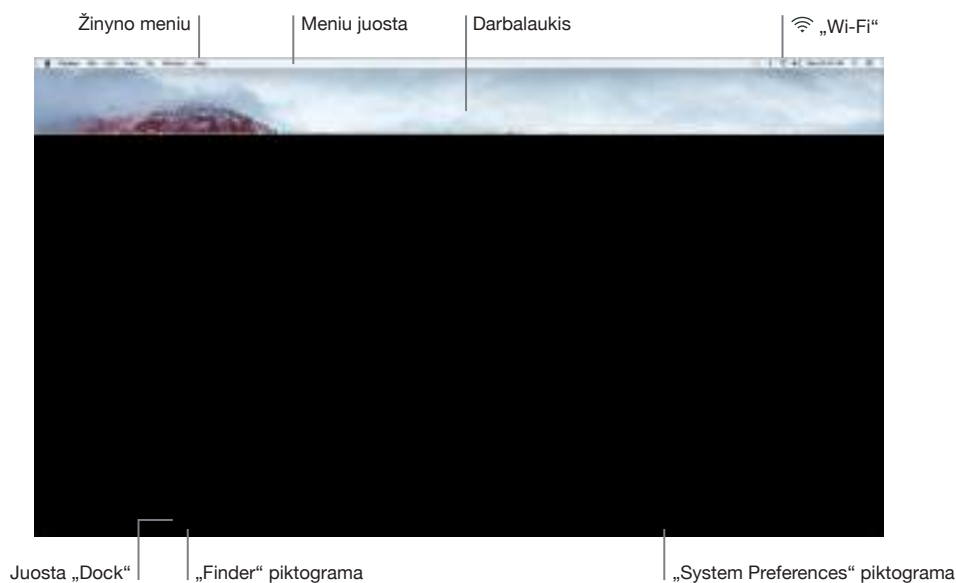 Žinyno meniu
Meniu juosta
Darbalaukis
„Wi-Fi“
Juosta „Dock“
„Finder“ piktograma
„System Preferences“ piktograma